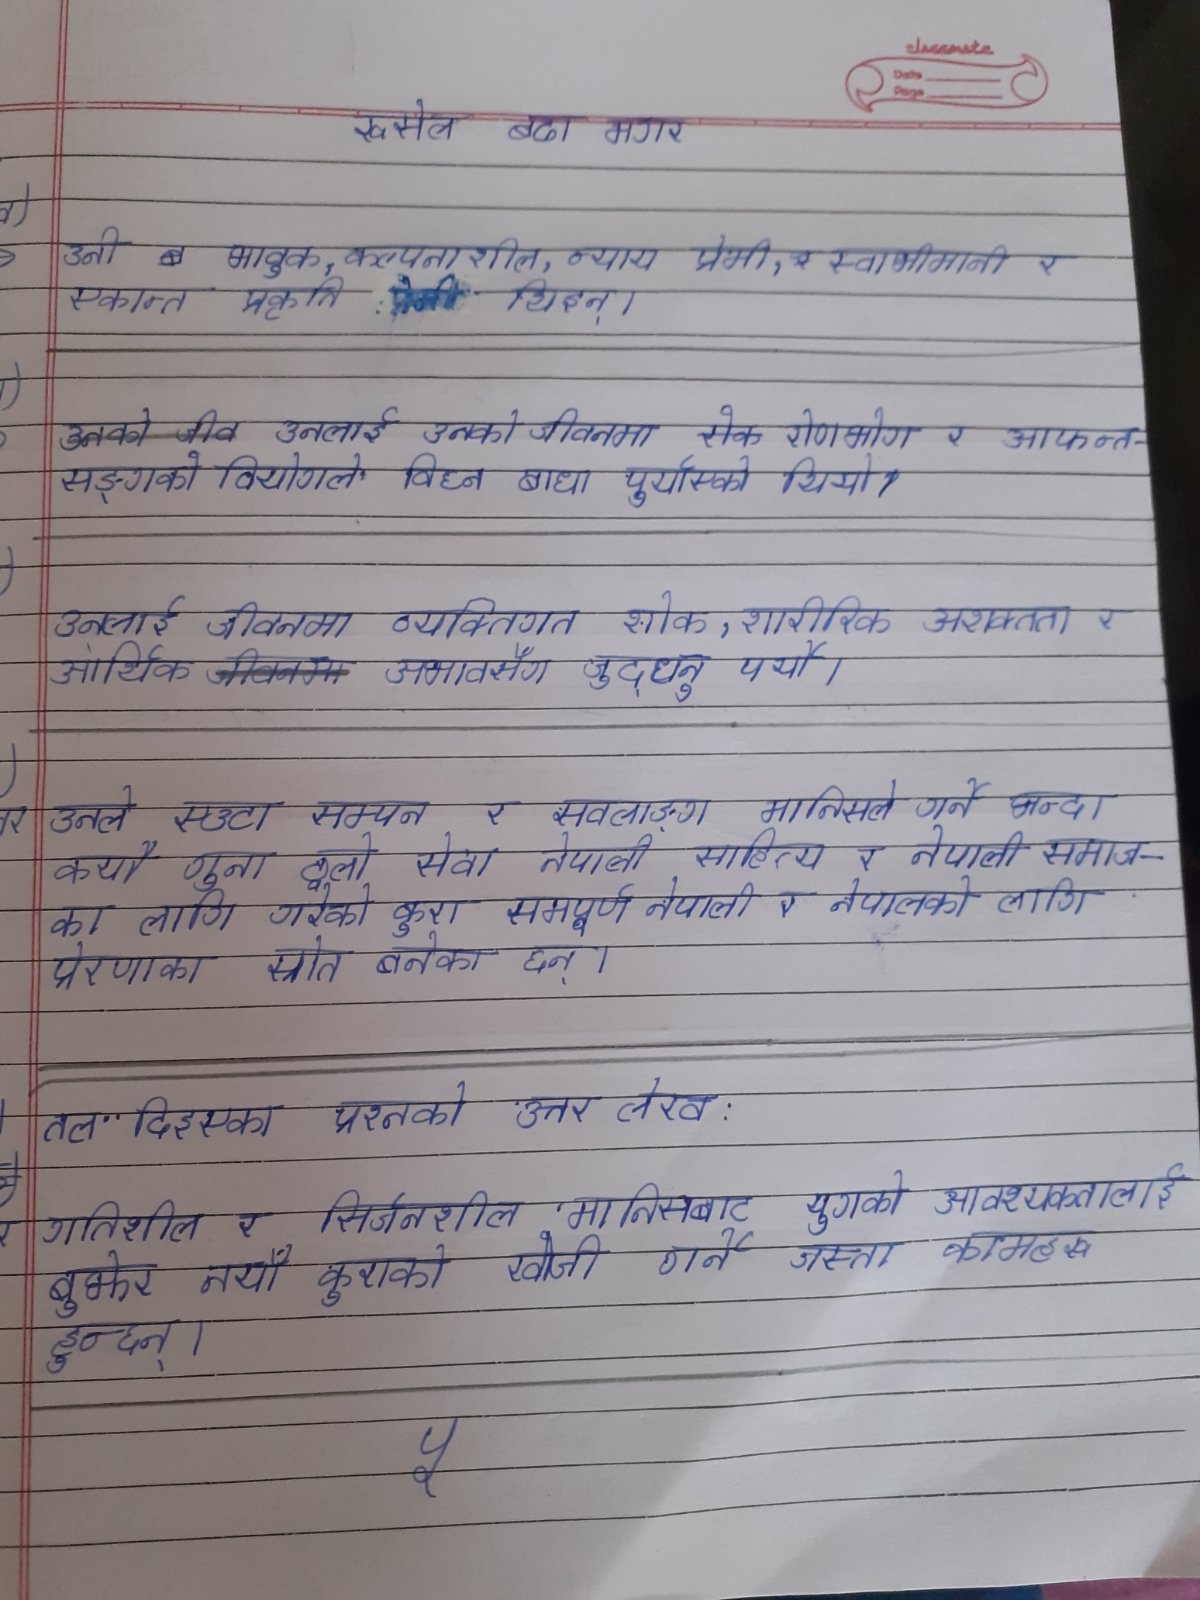 classmate
Date
Page
रुसेल बढा मगर
उनी भावुक, कल्पनाशील, न्याय प्रेमी, र स्वाभीमानी र
एकान्त प्रकृति थिइन्।
उनको जीव उनलाई उनको जीवनमा सोक रोगभोग र आफन्त-
सङ्गको वियोगले विघ्न बाधा पुर्याएको थियो।
उनलाई जीवनमा व्यक्तिगत शोक, शारीरिक अशक्तता र
आर्थिक जीवनमा अभावसँग जुद्धनु पर्यो।
उनले एउटा सम्पन र सवलाङ्ग मानिसले गर्ने भन्दा
कयौं गुना ठूलो सेवा नेपाली साहित्य र नेपाली समाज-
का लागि गरेको कुरा सम्पूर्ण नेपाली र नेपालको लागि
प्रेरणाका स्रोत बनेका छन्।
तल दिइएका प्रश्नको उत्तर लेख:
गतिशील र सिर्जनशील मानिसबाट युगको आवश्यकतालाई
बुझेर नयाँ कुराको खोजी गर्ने जस्ता कामहरु
हुन्छन्।